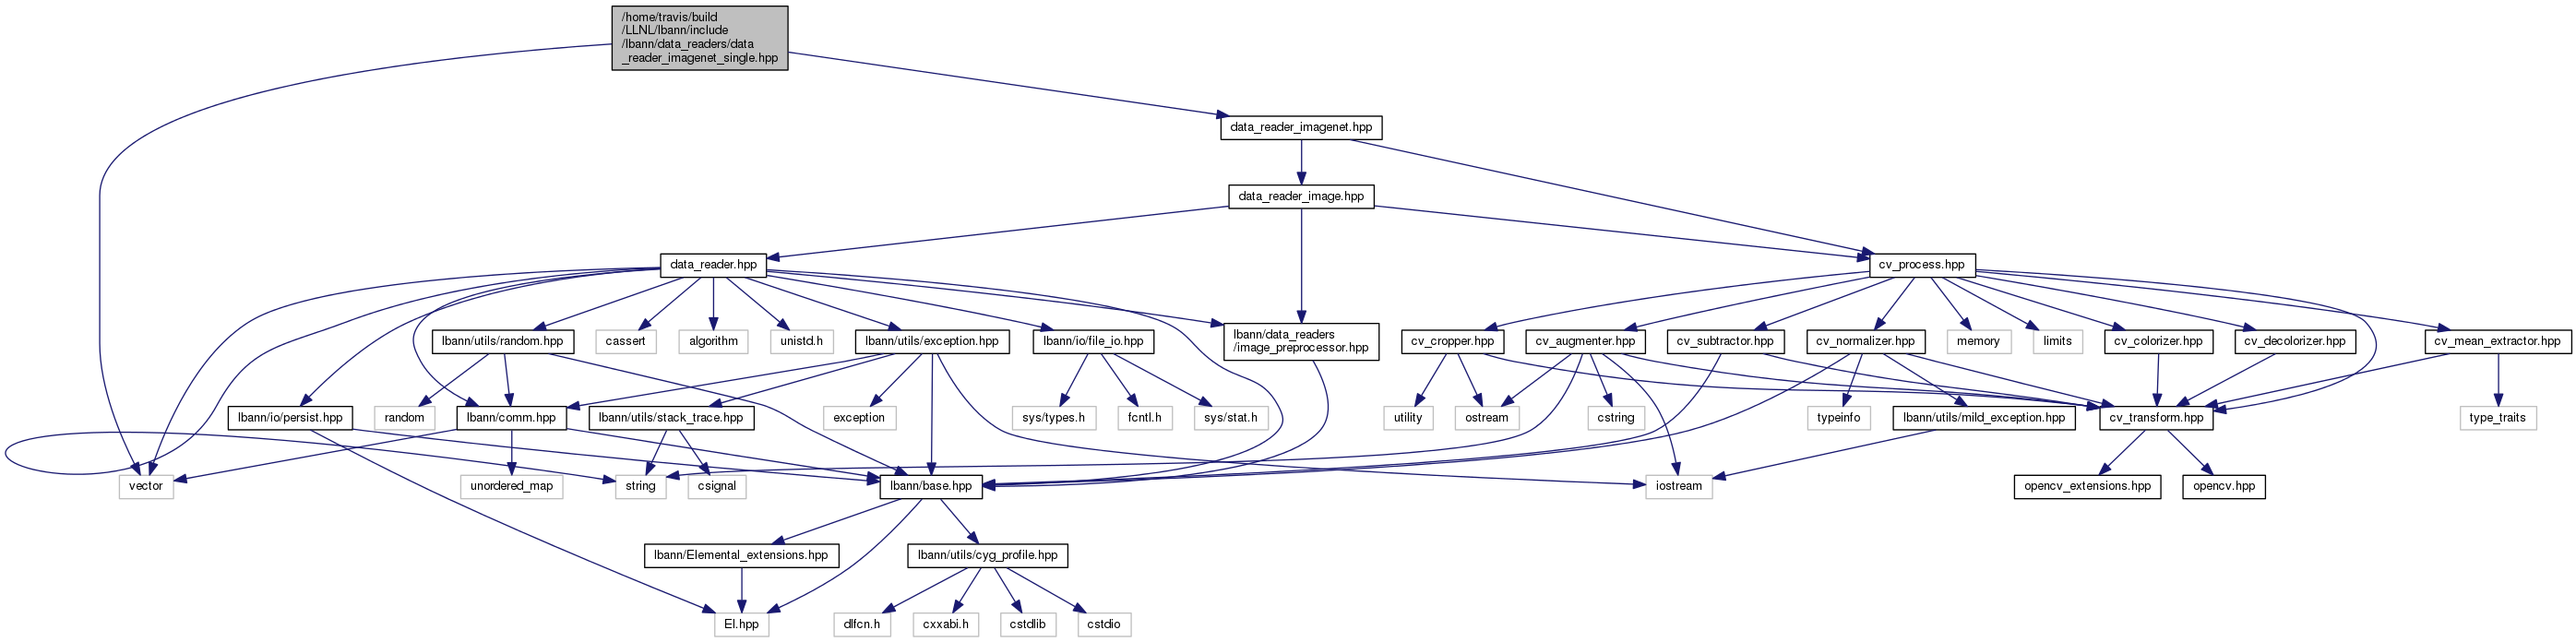 /home/travis/build
/LLNL/lbann/include
/lbann/data_readers/data
_reader_imagenet_single.hpp
data_reader_imagenet.hpp
data_reader_image.hpp
data_reader.hpp
cv_process.hpp
lbann/utils/random.hpp
cassert
algorithm
unistd.h
lbann/utils/exception.hpp
lbann/io/file_io.hpp
lbann/data_readers
/image_preprocessor.hpp
cv_cropper.hpp
cv_augmenter.hpp
cv_subtractor.hpp
cv_normalizer.hpp
memory
limits
cv_colorizer.hpp
cv_decolorizer.hpp
cv_mean_extractor.hpp
lbann/io/persist.hpp
random
lbann/comm.hpp
lbann/utils/stack_trace.hpp
exception
sys/types.h
fcntl.h
sys/stat.h
utility
ostream
cstring
typeinfo
lbann/utils/mild_exception.hpp
cv_transform.hpp
type_traits
vector
unordered_map
string
csignal
lbann/base.hpp
iostream
opencv_extensions.hpp
opencv.hpp
lbann/Elemental_extensions.hpp
lbann/utils/cyg_profile.hpp
El.hpp
dlfcn.h
cxxabi.h
cstdlib
cstdio